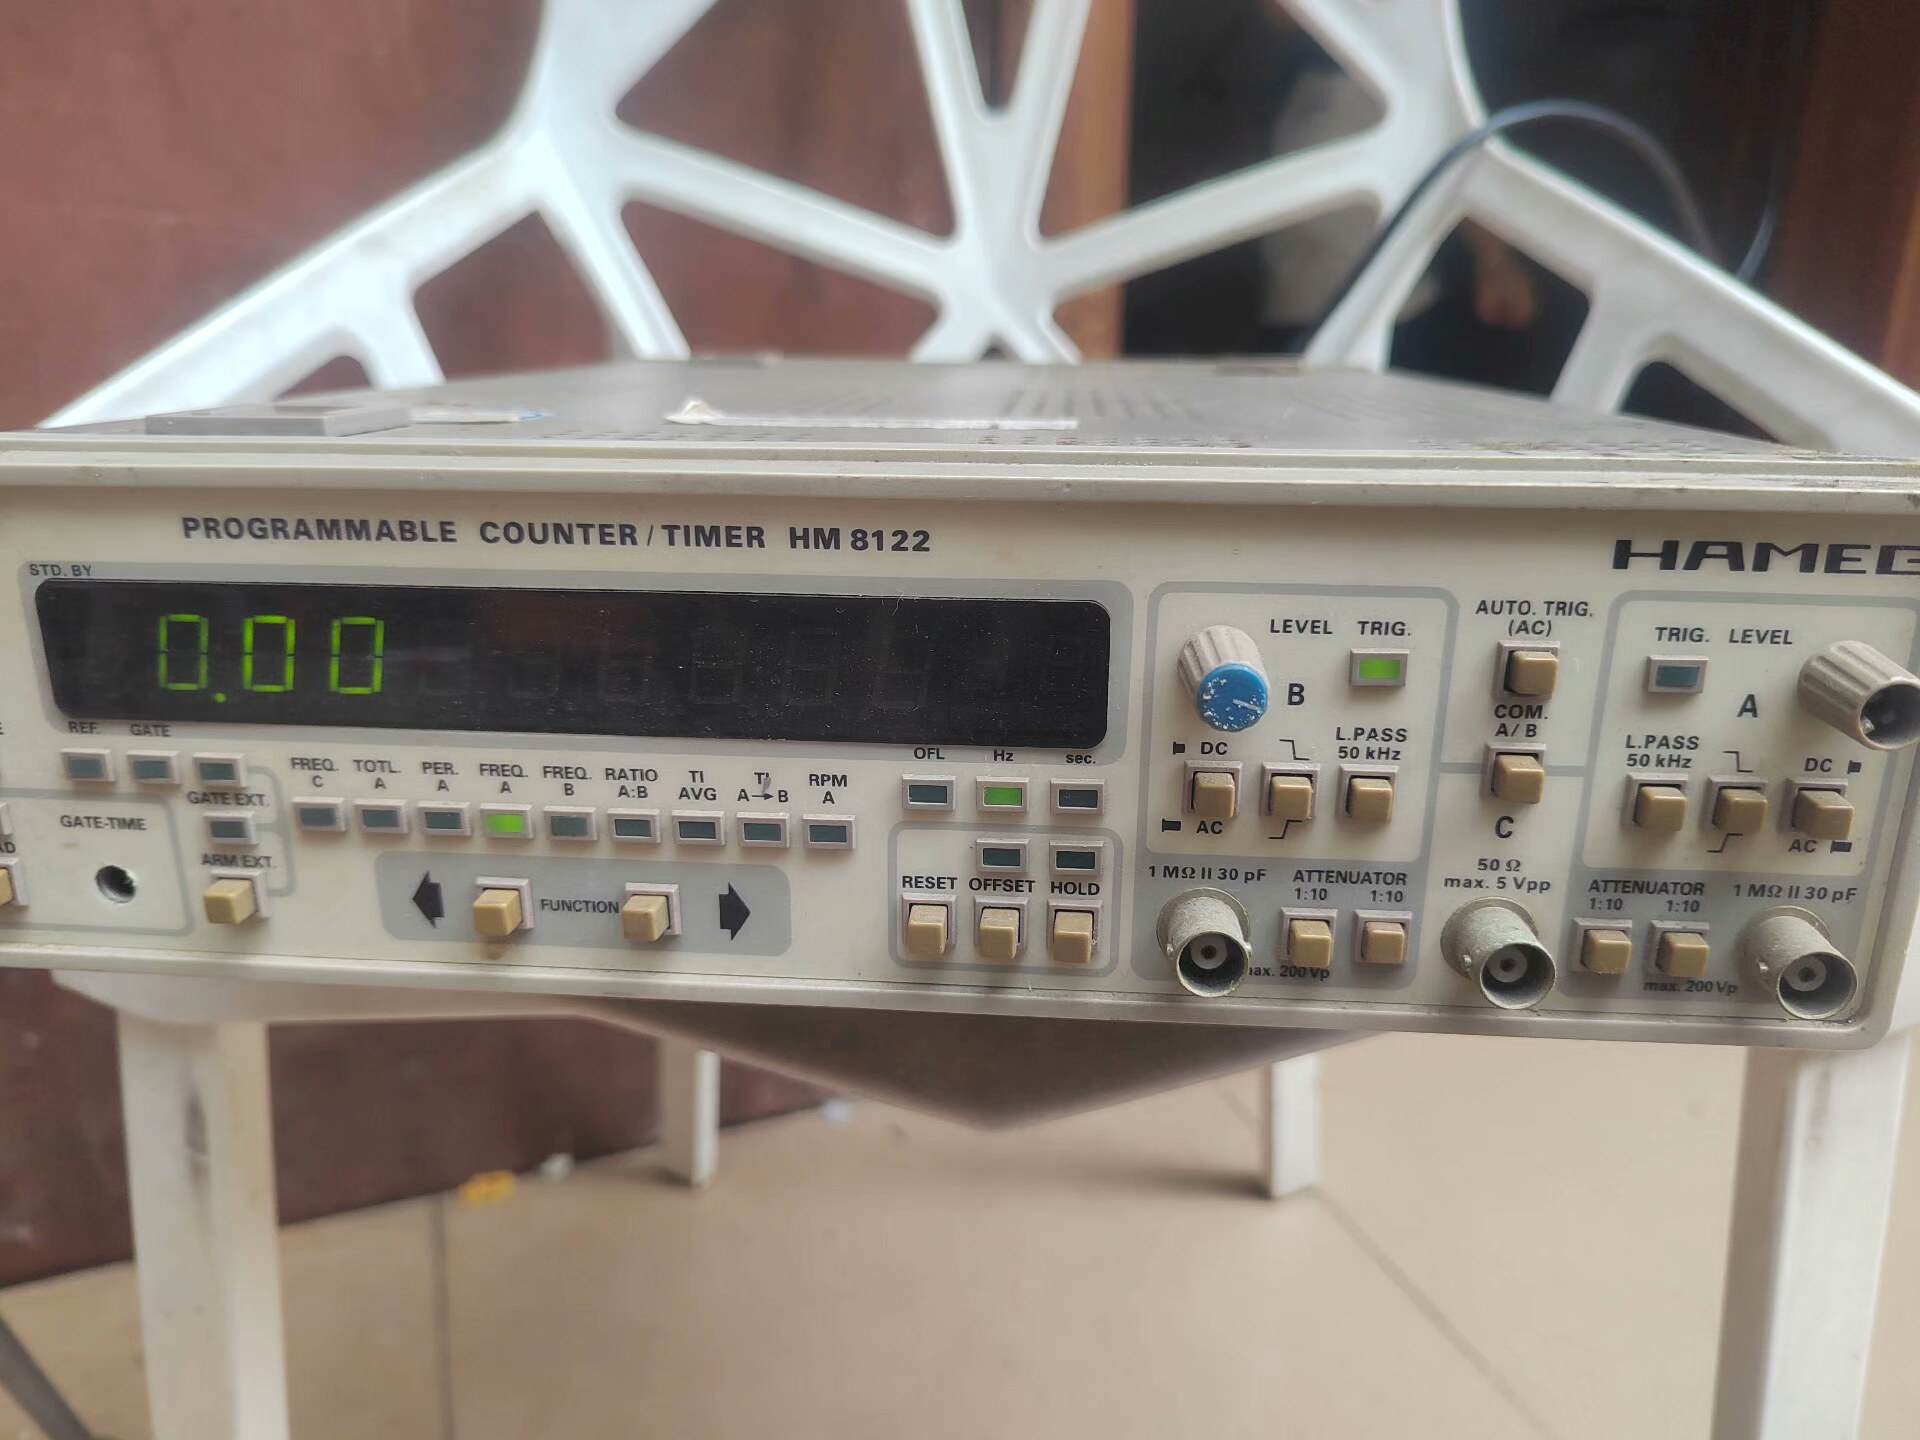 PROGRAMMABLE COUNTER / TIMER HM 8122
HAMEG
STD. BY
0.00
REF. GATE
GATE EXT.
ARM EXT.
GATE-TIME
FREQ. C
TOTL. A
PER. A
FREQ. A
FREQ. B
RATIO A:B
TI AVG
TI A→B
RPM A
FUNCTION
OFL Hz sec.
RESET OFFSET HOLD
LEVEL TRIG.
B
DC
AC
L.PASS
50 kHz
1 MΩ II 30 pF
ATTENUATOR
1:10 1:10
max. 200 Vp
AUTO. TRIG.
(AC)
COM.
A/B
C
50 Ω
max. 5 Vpp
TRIG. LEVEL
A
L.PASS
50 kHz
DC
AC
ATTENUATOR
1:10 1:10
1 MΩ II 30 pF
max. 200 Vp